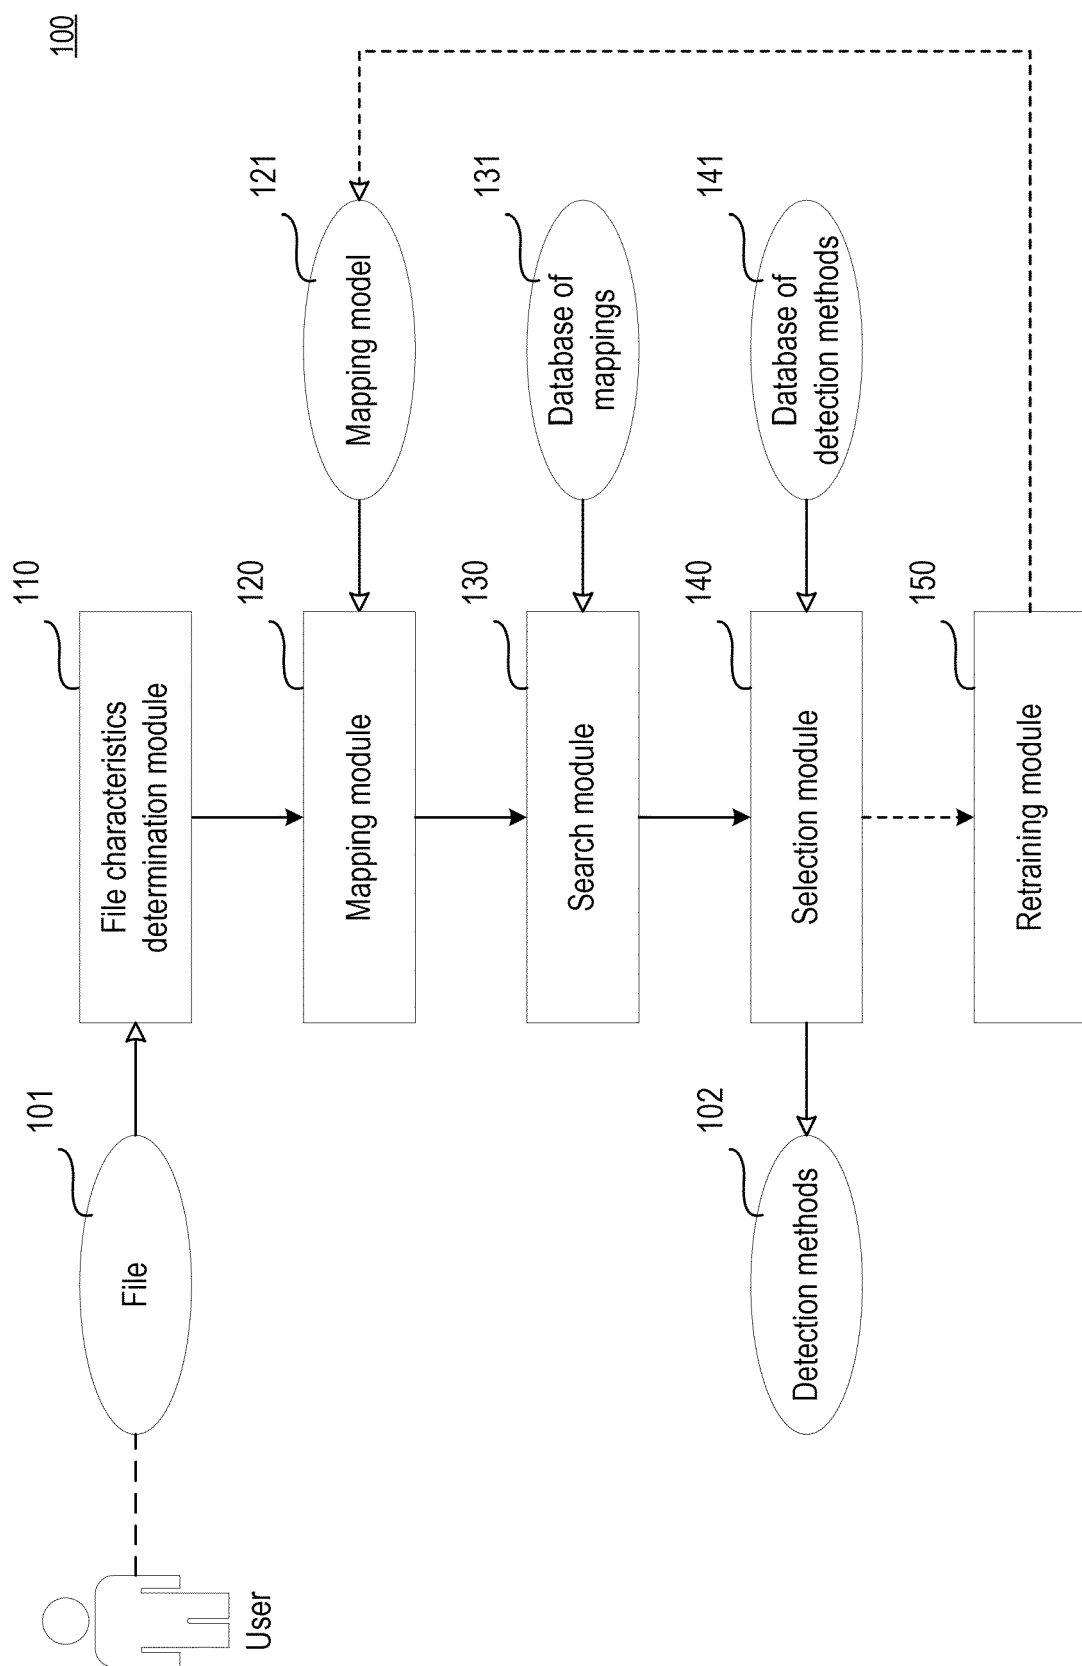 100
User
File
101
File characteristics
determination module
110
Mapping module
120
Mapping model
121
Search module
130
Database of
mappings
131
Selection module
140
Database of
detection methods
141
Detection methods
102
Retraining module
150